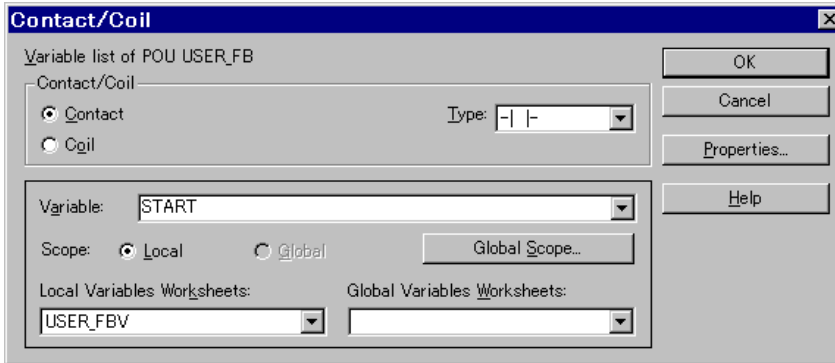 Contact/Coil
Variable list of POU USER_FB
Contact/Coil
Contact
Type: -| |-
Coil
OK
Cancel
Properties...
Help
Variable: START
Scope: Local Global Global Scope...
Local Variables Worksheets: Global Variables Worksheets:
USER_FBV